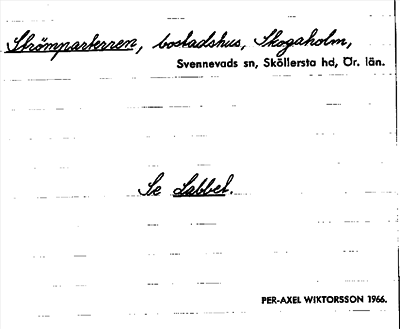 Strömparterren, bostadshus, Skogaholm,
Svennevads sn, Sköllersta hd, Ör. län.
Se Labbet.
PER-AXEL WIKTORSSON 1966.